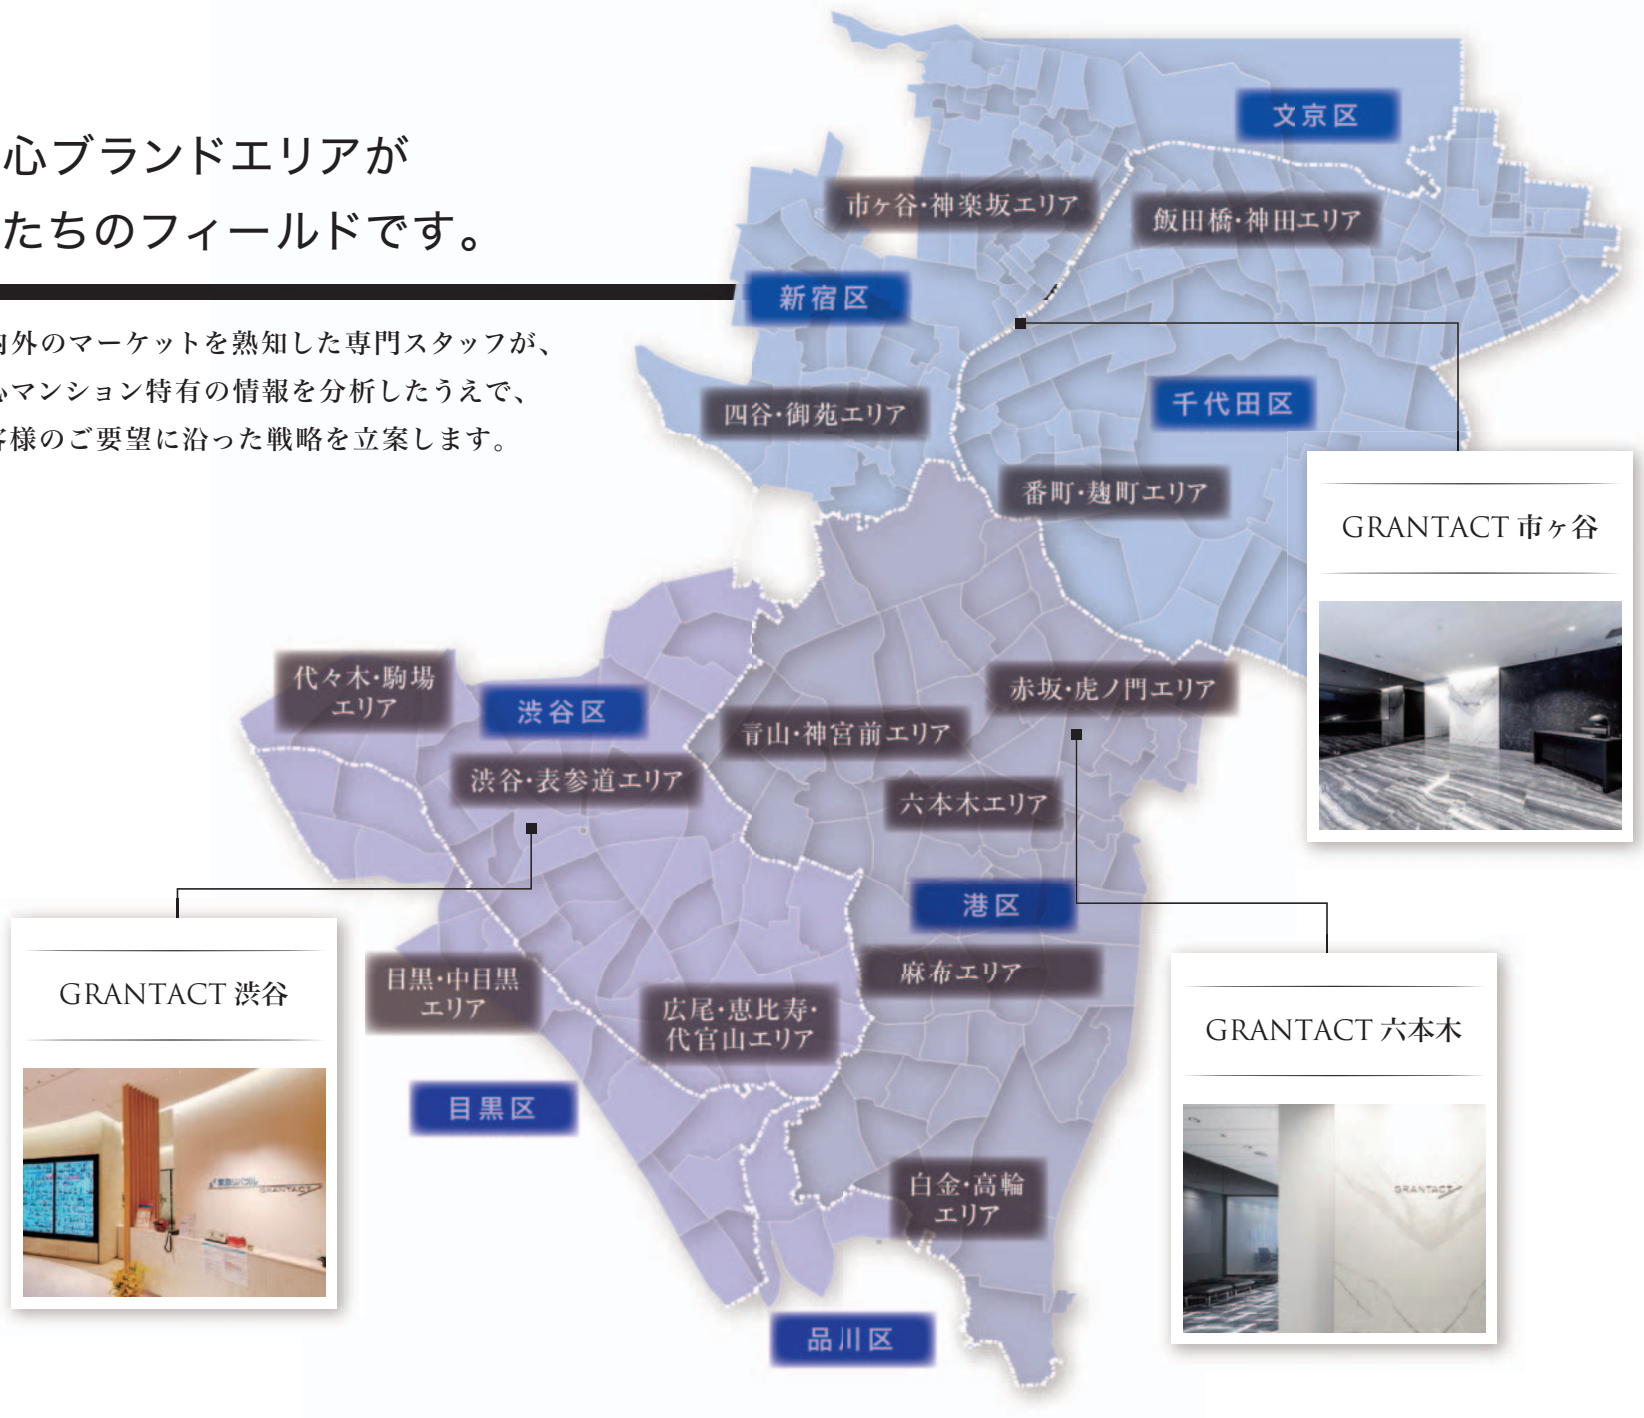 心ブランドエリアが
たちのフィールドです。
内外のマーケットを熟知した専門スタッフが、
マンション特有の情報を分析したうえで、
客様のご要望に沿った戦略を立案します。
文京区
市ヶ谷・神楽坂エリア
飯田橋・神田エリア
新宿区
四谷・御苑エリア
千代田区
番町・麹町エリア
GRANTACT 市ヶ谷
代々木・駒場
エリア
渋谷区
渋谷・表参道エリア
青山・神宮前エリア
赤坂・虎ノ門エリア
六本木エリア
港区
麻布エリア
GRANTACT 渋谷
目黒・中目黒
エリア
広尾・恵比寿・
代官山エリア
目黒区
GRANTACT 六本木
白金・高輪
エリア
品川区
東急リバブル
GRANTACT
GRANTACT